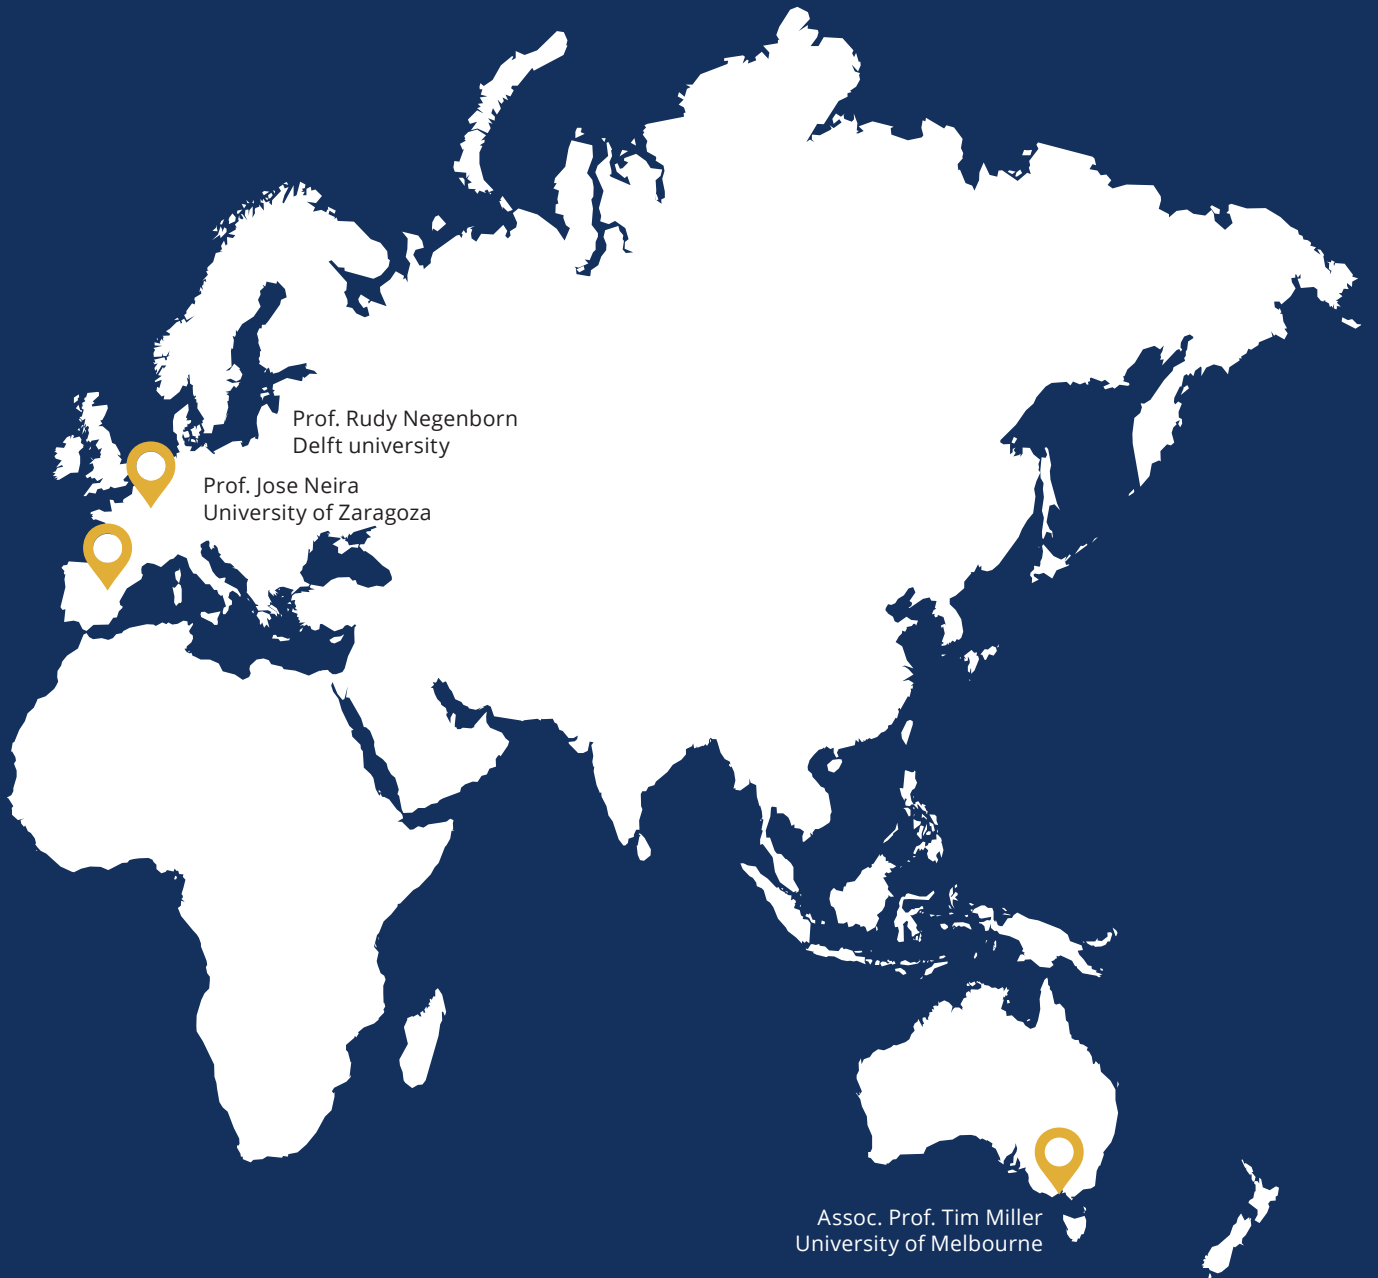 Prof. Rudy Negenborn
Delft university
Prof. Jose Neira
University of Zaragoza
Assoc. Prof. Tim Miller
University of Melbourne